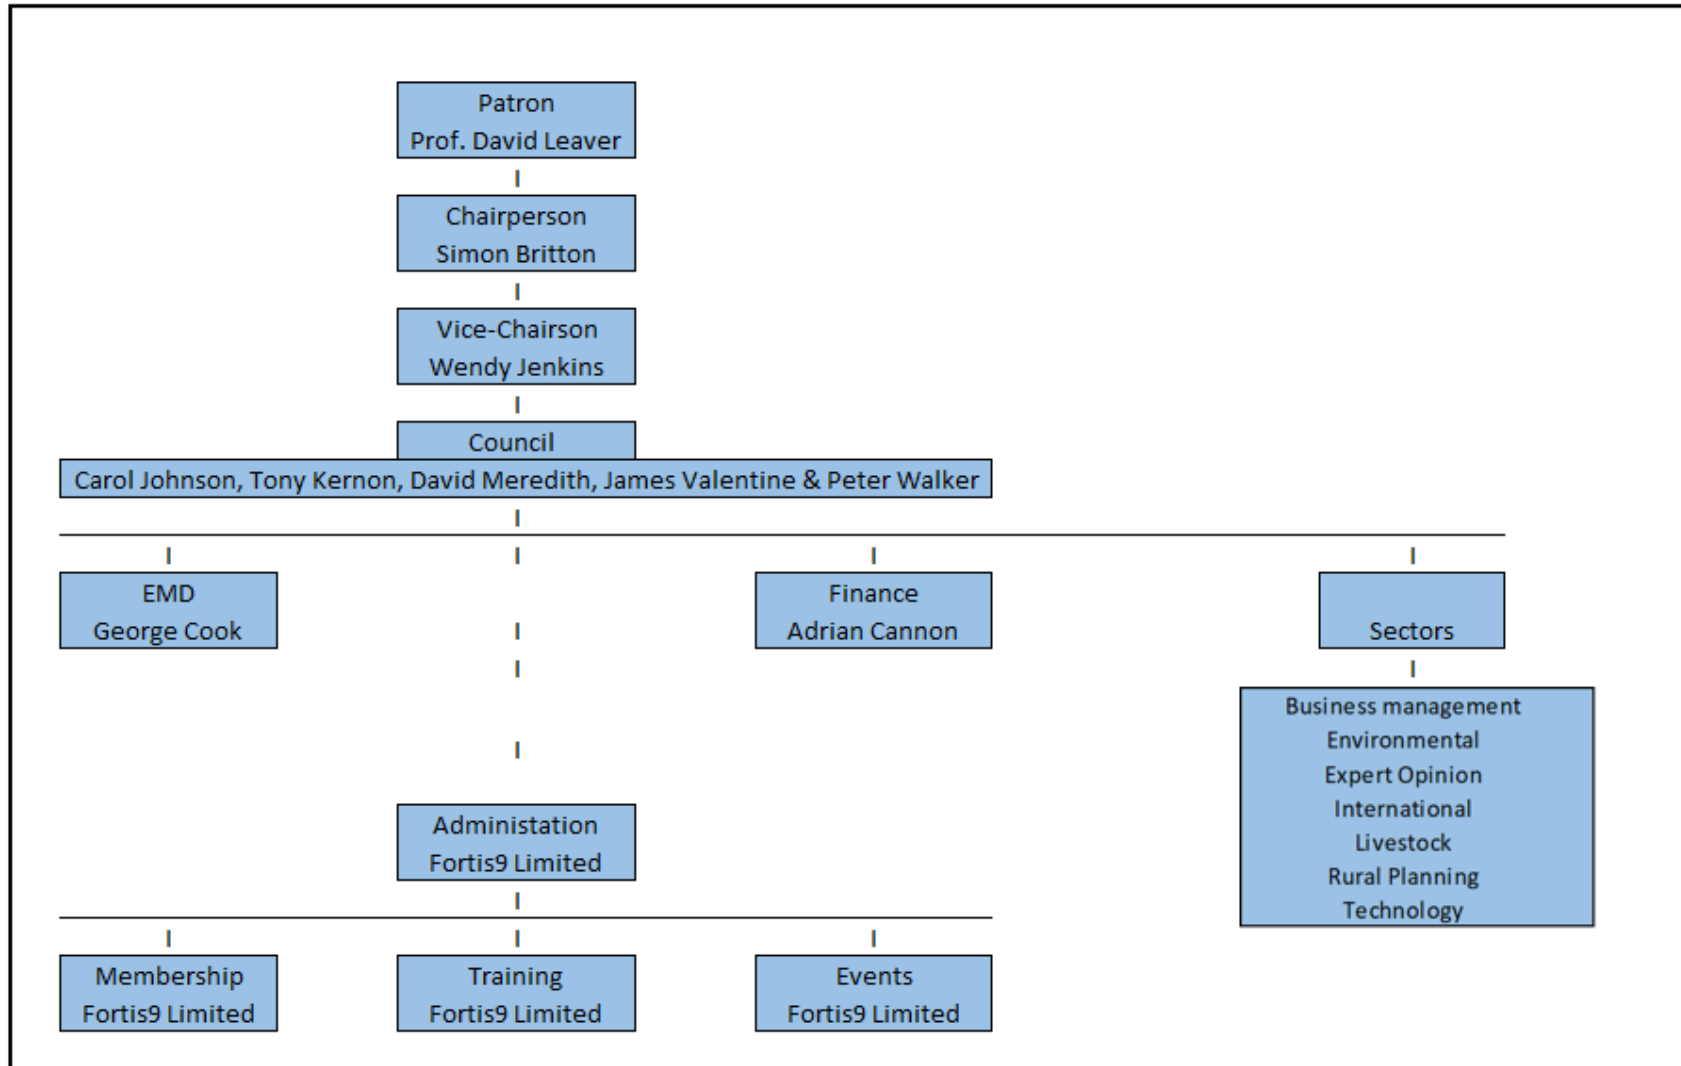 Patron
Prof. David Leaver
Chairperson
Simon Britton
Vice-Chairson
Wendy Jenkins
Council
Carol Johnson, Tony Kernon, David Meredith, James Valentine & Peter Walker
EMD
George Cook
Finance
Adrian Cannon
Sectors
Business management
Environmental
Expert Opinion
International
Livestock
Rural Planning
Technology
Administation
Fortis9 Limited
Membership
Fortis9 Limited
Training
Fortis9 Limited
Events
Fortis9 Limited